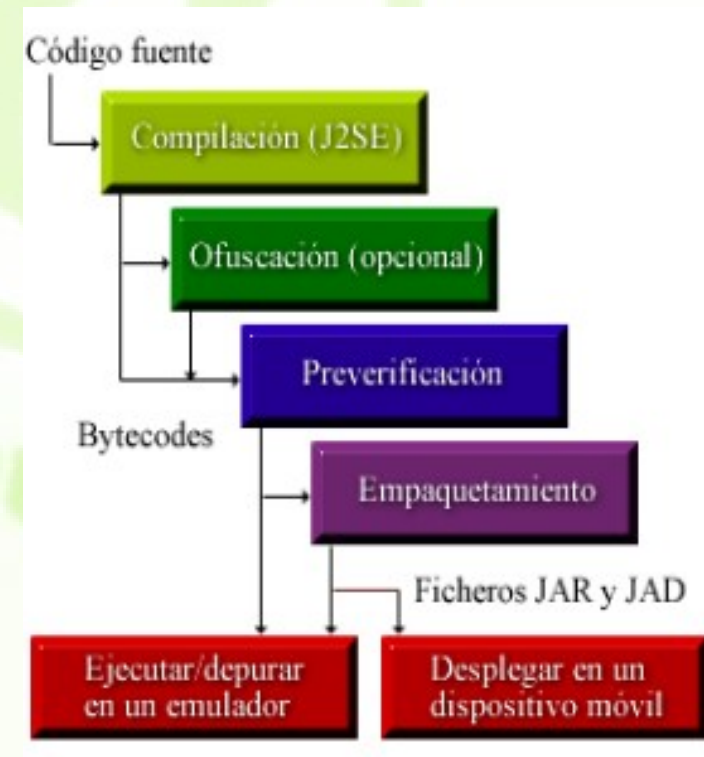 Código fuente
Compilación (J2SE)
Ofuscación (opcional)
Preverificación
Bytecodes
Empaquetamiento
Ficheros JAR y JAD
Ejecutar/depurar
en un emulador
Desplegar en un
dispositivo móvil